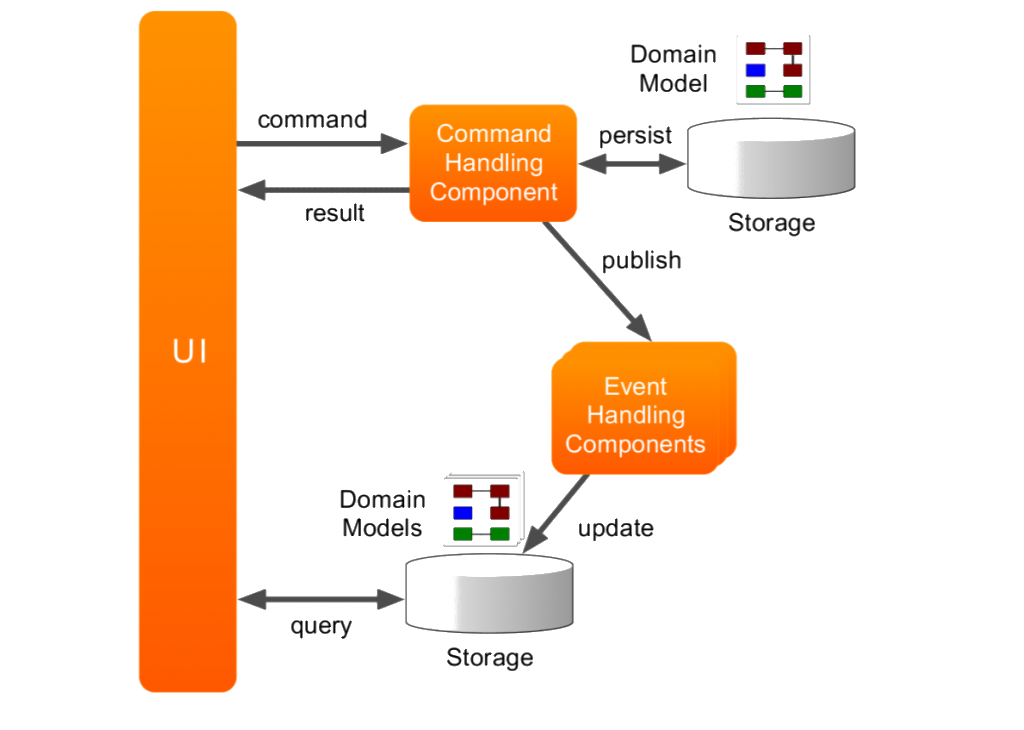 UI
command
result
Command
Handling
Component
persist
Domain
Model
Storage
publish
Event
Handling
Components
update
Domain
Models
Storage
query